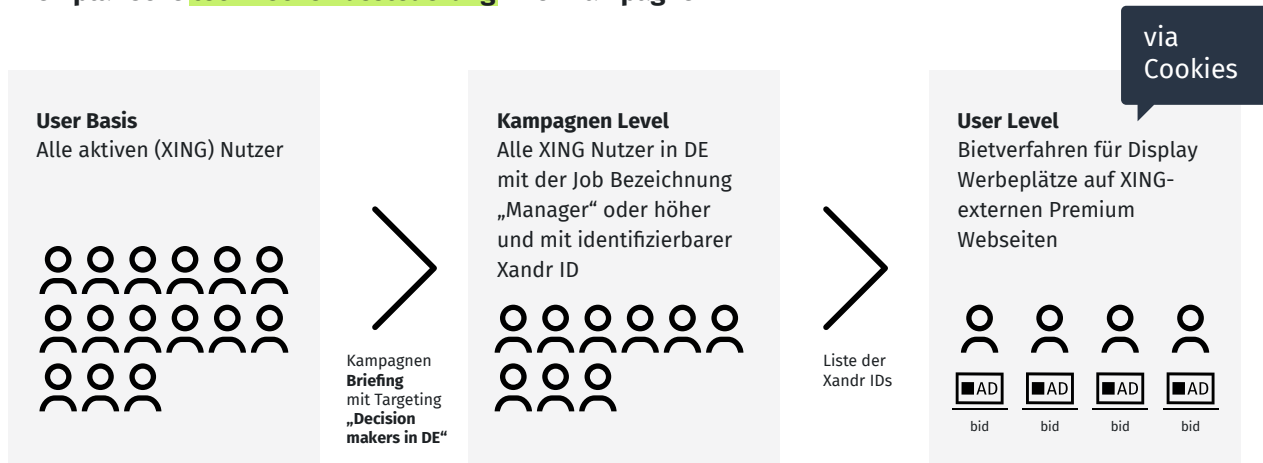 via
Cookies
User Basis
Alle aktiven (XING) Nutzer
Kampagnen
Briefing
mit Targeting
„Decision
makers in DE“
Kampagnen Level
Alle XING Nutzer in DE
mit der Job Bezeichnung
„Manager“ oder höher
und mit identifizierbarer
Xandr ID
Liste der
Xandr IDs
User Level
Bietverfahren für Display
Werbeplätze auf XING-
externen Premium
Webseiten
AD AD AD AD
bid bid bid bid